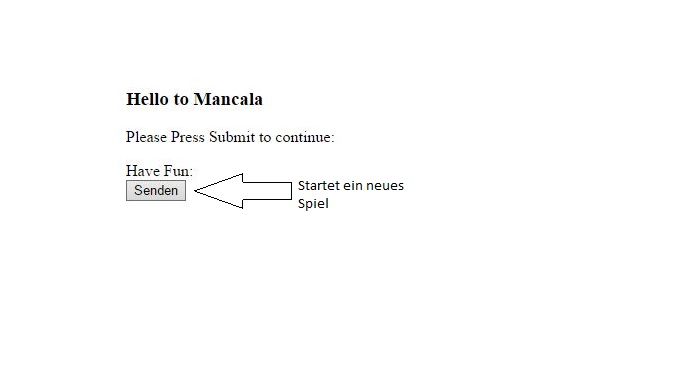 Hello to Mancala
Please Press Submit to continue:
Have Fun:
Senden
Startet ein neues
Spiel